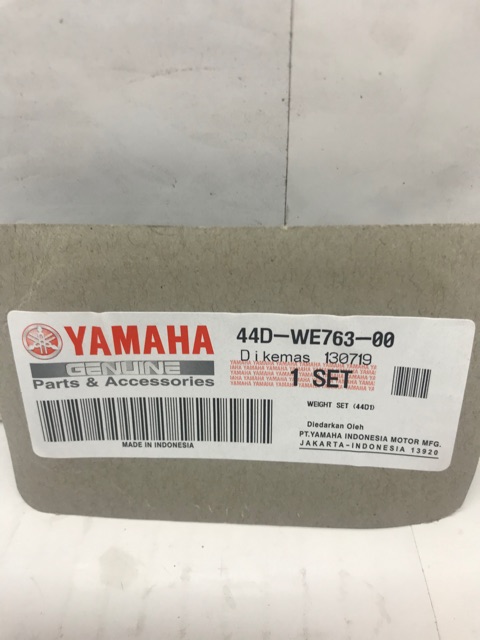 YAMAHA
GENUINE
Parts & Accessories
MADE IN INDONESIA
44D-WE763-00
Dikemas 130719
1 SET
WEIGHT SET (44D1)
Diedarkan Oleh
PT.YAMAHA INDONESIA MOTOR MFG.
JAKARTA-INDONESIA 13920